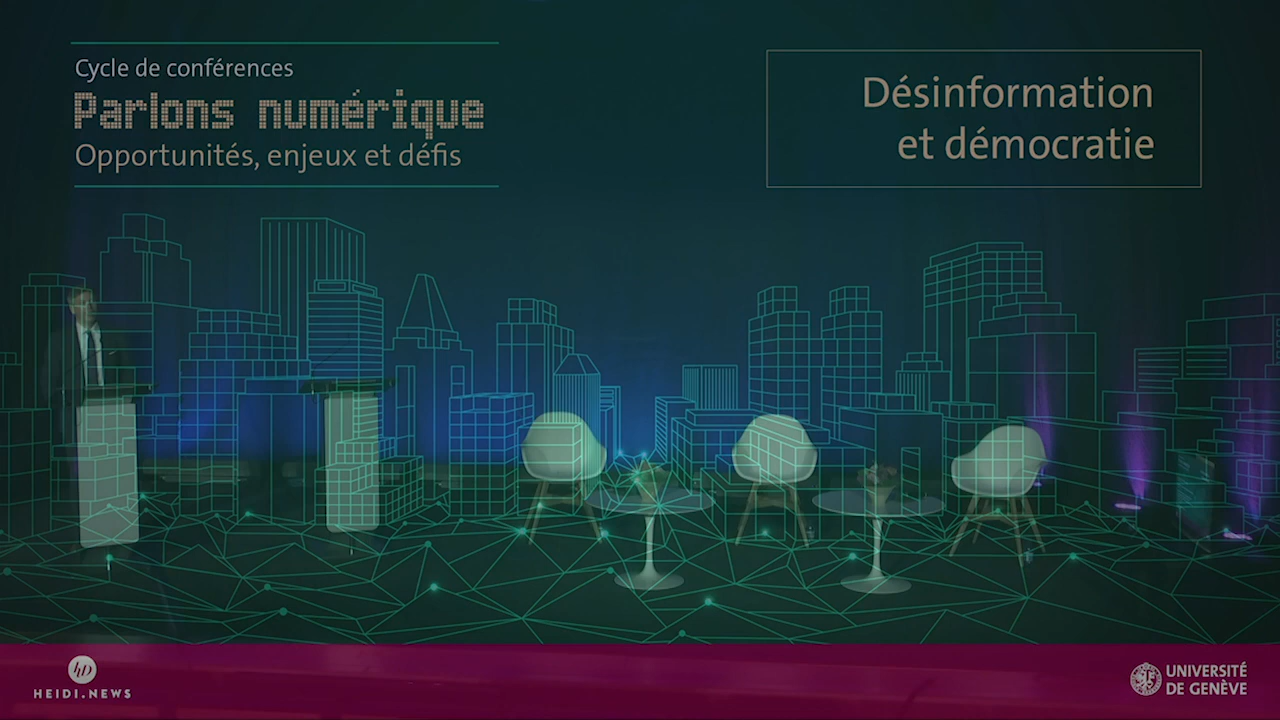 Cycle de conférences
Parlons numérique
Opportunités, enjeux et défis
Désinformation
et démocratie
HEIDI.NEWS
UNIVERSITÉ
DE GENÈVE